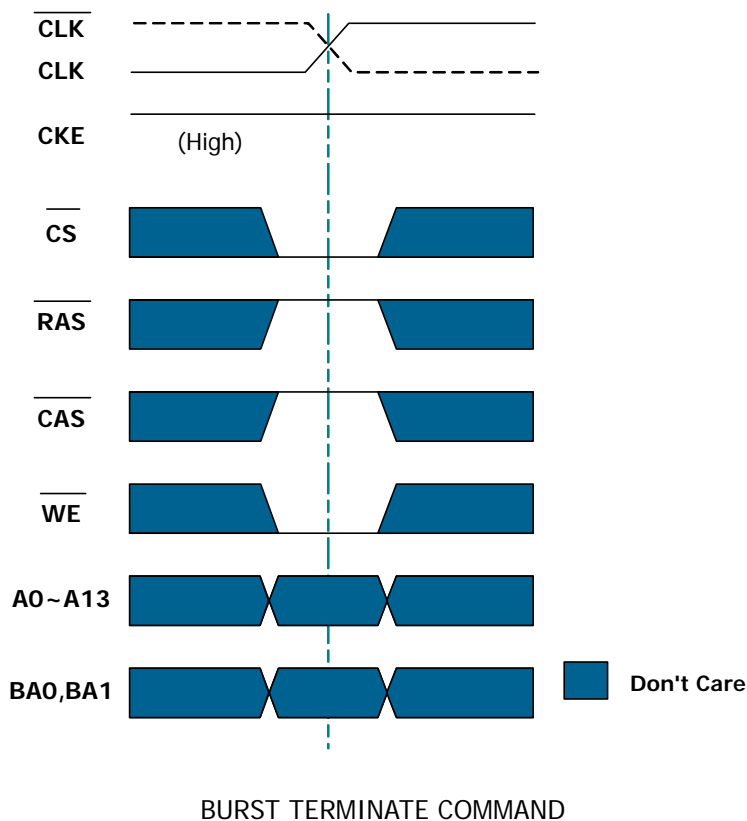 CLK
CLK
CKE
(High)
CS
RAS
CAS
WE
A0~A13
BA0,BA1
Don't Care
BURST TERMINATE COMMAND